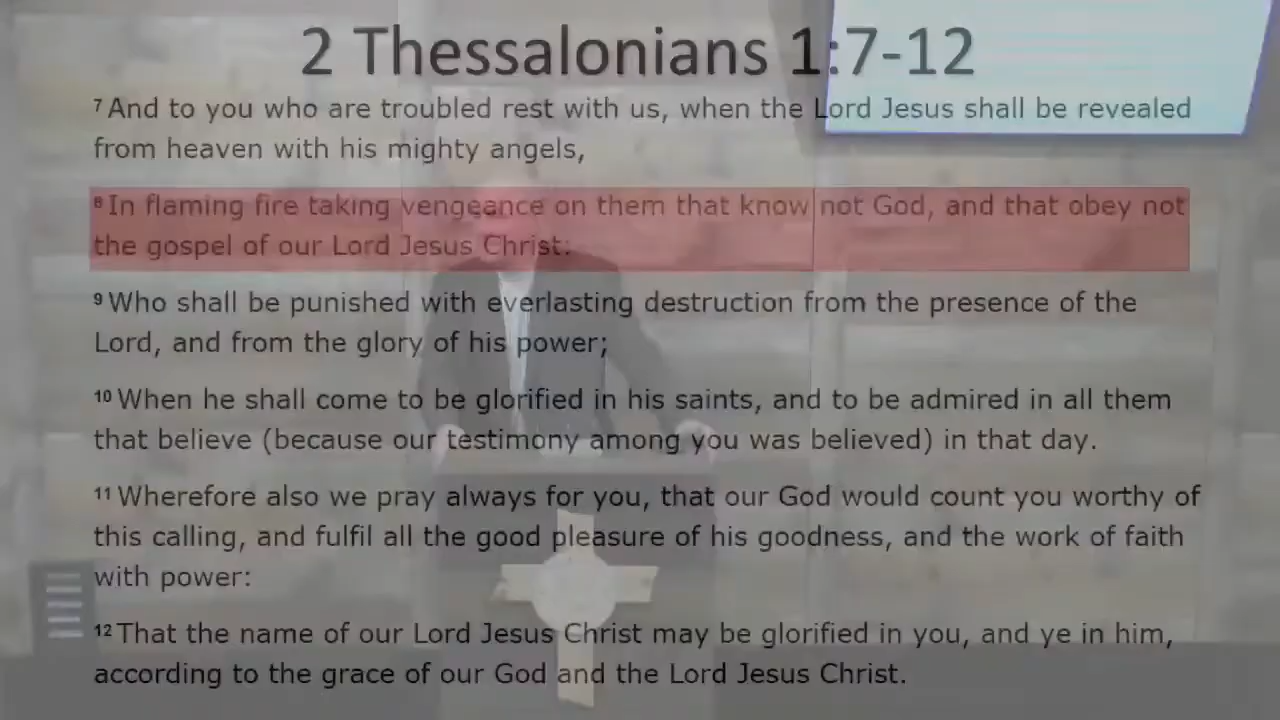 2 Thessalonians 1:7-12
7 And to you who are troubled rest with us, when the Lord Jesus shall be revealed
from heaven with his mighty angels,
8 In flaming fire taking vengeance on them that know not God, and that obey not
the gospel of our Lord Jesus Christ:
9 Who shall be punished with everlasting destruction from the presence of the
Lord, and from the glory of his power;
10 When he shall come to be glorified in his saints, and to be admired in all them
that believe (because our testimony among you was believed) in that day.
11 Wherefore also we pray always for you, that our God would count you worthy of
this calling, and fulfil all the good pleasure of his goodness, and the work of faith
with power:
12 That the name of our Lord Jesus Christ may be glorified in you, and ye in him,
according to the grace of our God and the Lord Jesus Christ.